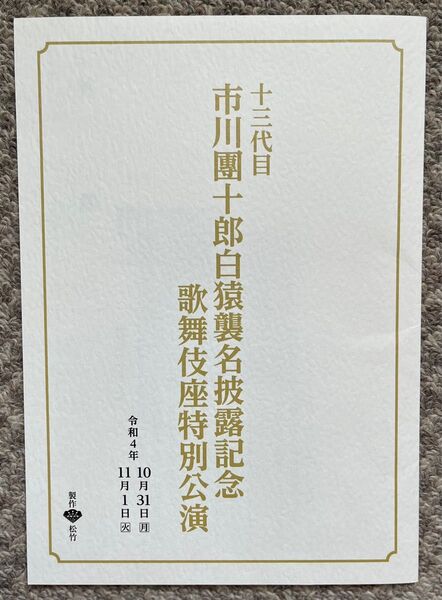 十三代目
市川團十郎白猿襲名披露記念
歌舞伎座特別公演
令和4年
10月31日㊊
11月1日㊋
製作 松竹